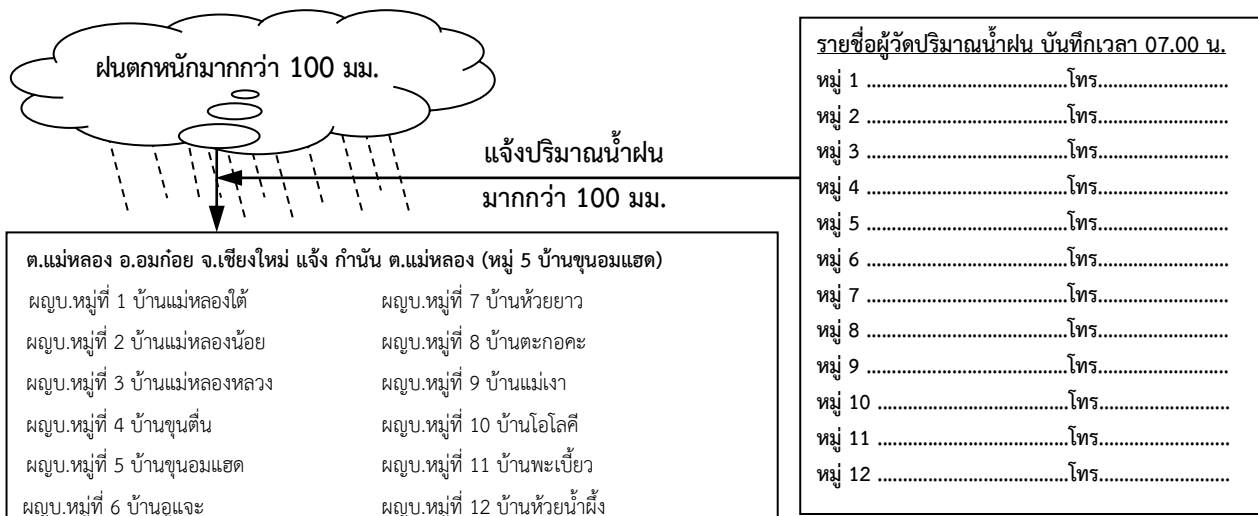 ฝนตกหนักมากกว่า 100 มม.
แจ้งปริมาณน้ำฝน
มากกว่า 100 มม.
รายชื่อผู้วัดปริมาณน้ำฝน บันทึกเวลา 07.00 น.
หมู่ 1 ........................................โทร..........................
หมู่ 2 ........................................โทร..........................
หมู่ 3 ........................................โทร..........................
หมู่ 4 ........................................โทร..........................
หมู่ 5 ........................................โทร..........................
หมู่ 6 ........................................โทร..........................
หมู่ 7 ........................................โทร..........................
หมู่ 8 ........................................โทร..........................
หมู่ 9 ........................................โทร..........................
หมู่ 10 ......................................โทร..........................
หมู่ 11 ......................................โทร..........................
หมู่ 12 ......................................โทร..........................
ต.แม่หลอง อ.อมก๋อย จ.เชียงใหม่ แจ้ง กำนัน ต.แม่หลอง (หมู่ 5 บ้านขุนอมแฮด)
ผญบ.หมู่ที่ 1 บ้านแม่หลองใต้
ผญบ.หมู่ที่ 2 บ้านแม่หลองน้อย
ผญบ.หมู่ที่ 3 บ้านแม่หลองหลวง
ผญบ.หมู่ที่ 4 บ้านขุนตื่น
ผญบ.หมู่ที่ 5 บ้านขุนอมแฮด
ผญบ.หมู่ที่ 6 บ้านอูแจะ
ผญบ.หมู่ที่ 7 บ้านห้วยยาว
ผญบ.หมู่ที่ 8 บ้านตะกอคะ
ผญบ.หมู่ที่ 9 บ้านแม่เงา
ผญบ.หมู่ที่ 10 บ้านโอโลคี
ผญบ.หมู่ที่ 11 บ้านพะเบี้ยว
ผญบ.หมู่ที่ 12 บ้านห้วยน้ำผึ้ง